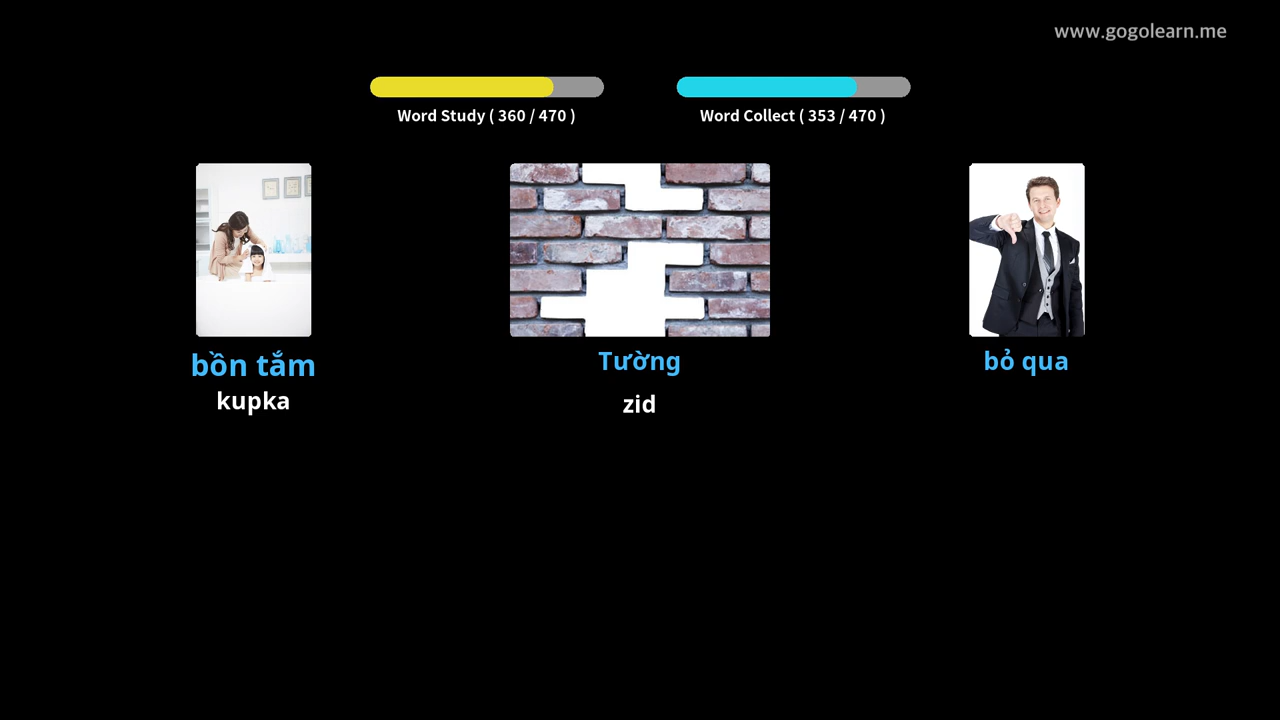 www.gogolearn.me
Word Study ( 360 / 470 )
Word Collect ( 353 / 470 )
bồn tắm
kupka
Tường
zid
bỏ qua